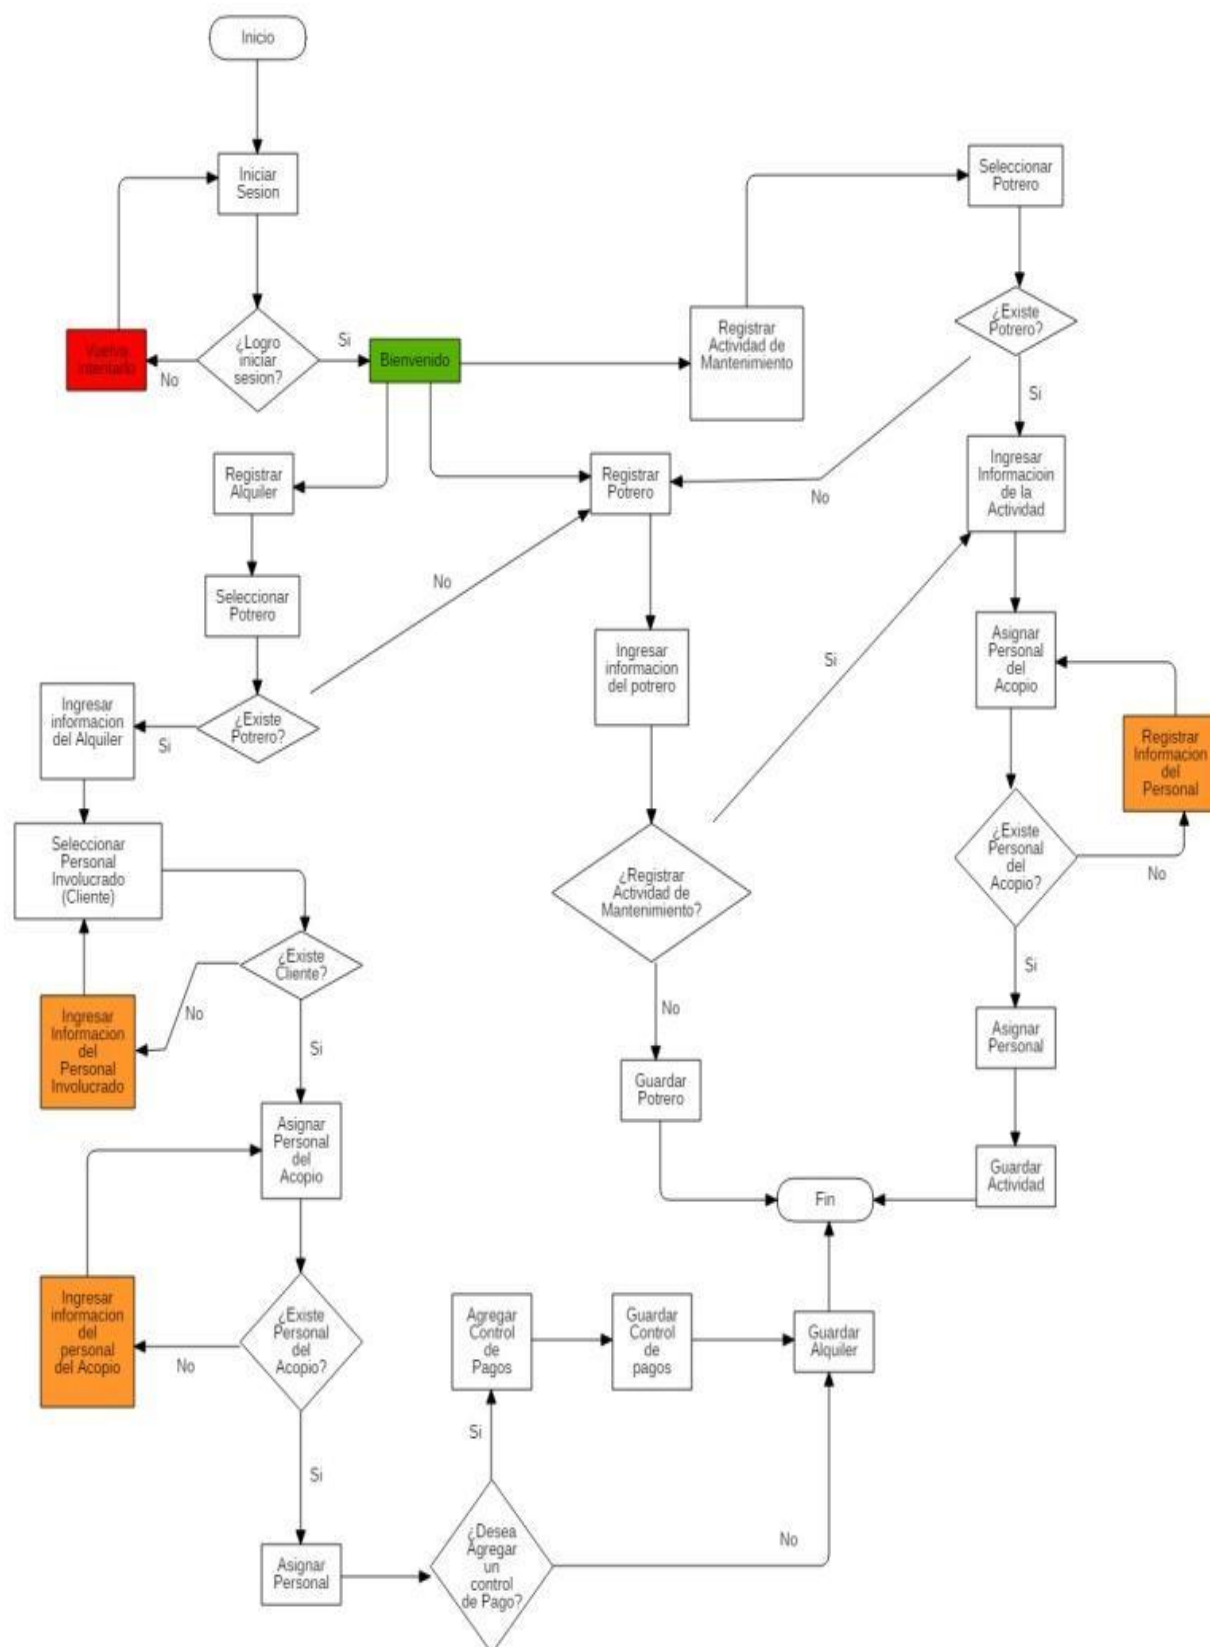 Inicio
Iniciar
Sesion
Seleccionar
Potrero
¿Logro
iniciar
sesion?
Si
No
Vuelva
intentarlo
Bienvenido
Registrar
Actividad de
Mantenimiento
¿Existe
Potrero?
Si
No
Registrar
Alquiler
Registrar
Potrero
Ingresar
Informacioin
de la
Actividad
Seleccionar
Potrero
No
Ingresar
informacion
del potrero
Si
Asignar
Personal
del
Acopio
Ingresar
informacion
del Alquiler
Si
¿Existe
Potrero?
Registrar
Informacion
del
Personal
Seleccionar
Personal
Involucrado
(Cliente)
¿Registrar
Actividad de
Mantenimiento?
¿Existe
Personal
del
Acopio?
No
¿Existe
Cliente?
No
Si
Ingresar
Informacion
del
Personal
Involucrado
No
Si
Asignar
Personal
Guardar
Potrero
Asignar
Personal
del
Acopio
Guardar
Actividad
Fin
Ingresar
informacion
del
personal
del Acopio
No
¿Existe
Personal
del
Acopio?
Agregar
Control
de
Pagos
Guardar
Control
de
pagos
Guardar
Alquiler
Si
Si
Asignar
Personal
¿Desea
Agregar
un
control
de Pago?
No